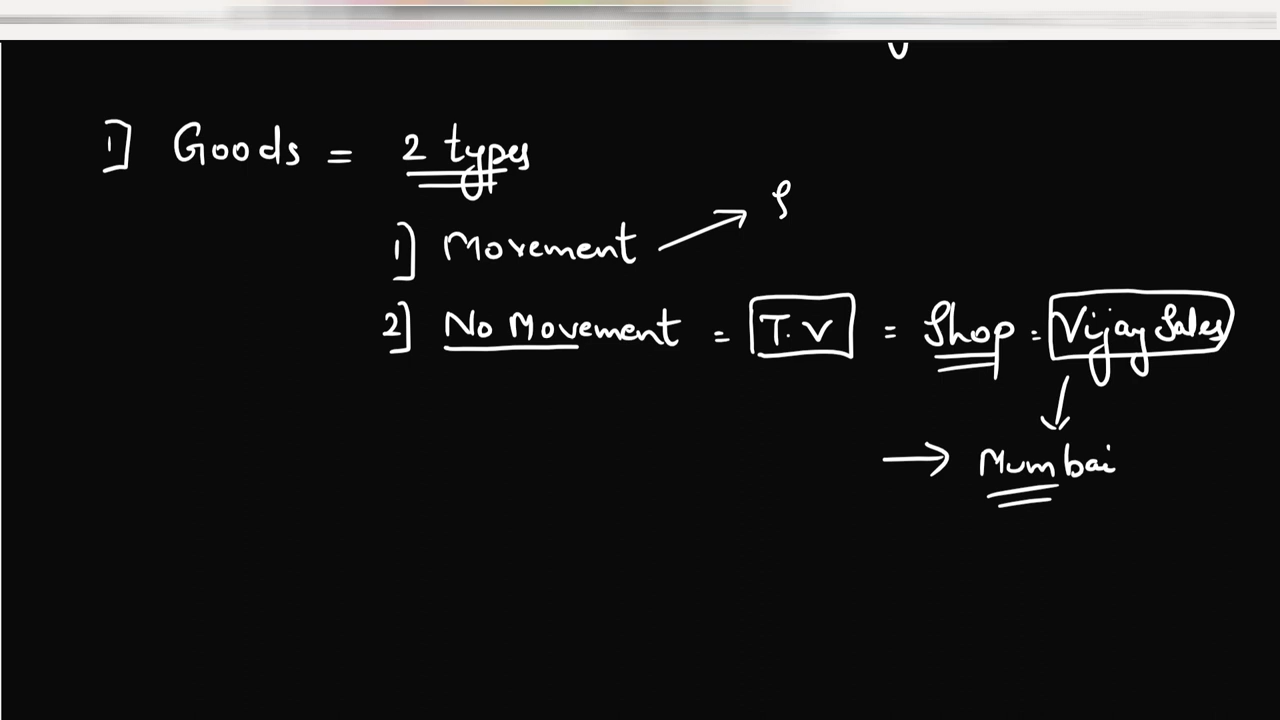 1] Goods = 2 types
1] Movement →
2] No Movement = T.V = Shop = Vijay Sales
→ Mumbai